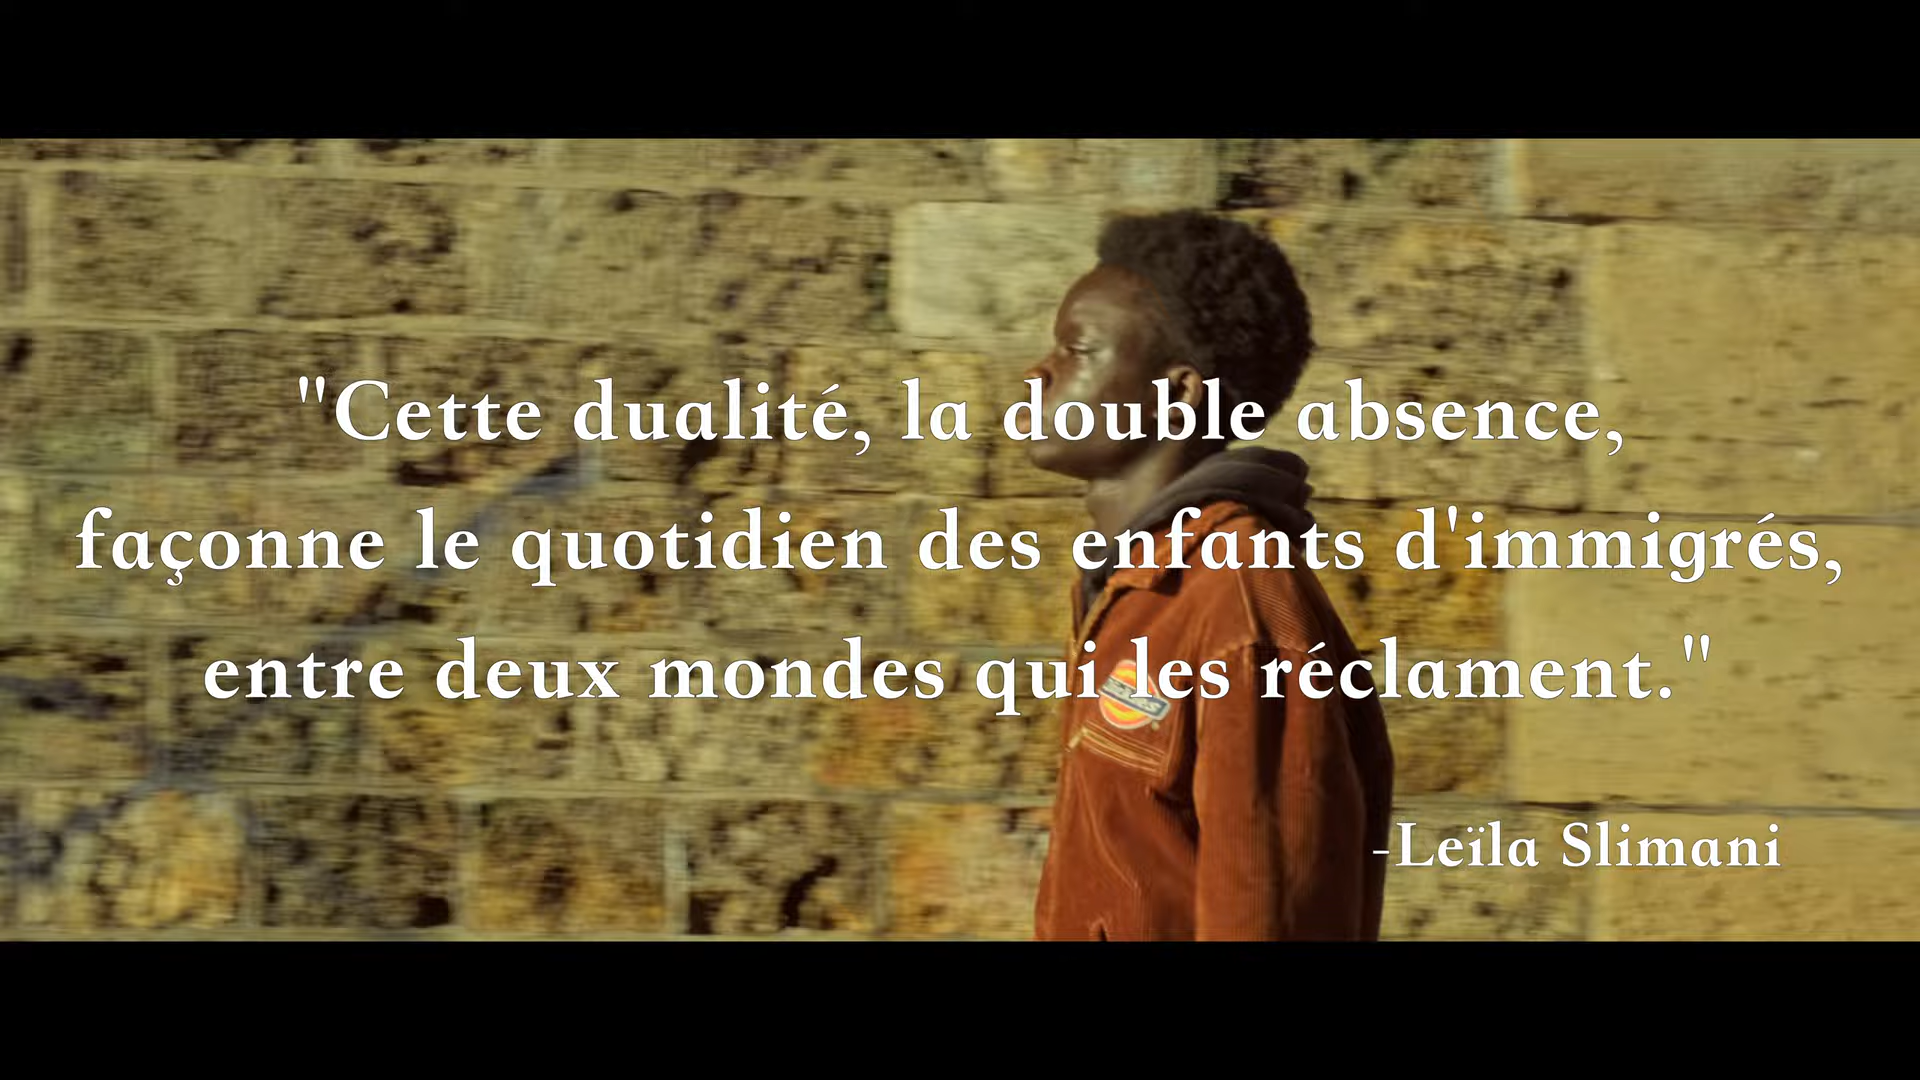 "Cette dualité, la double absence,
façonne le quotidien des enfants d'immigrés,
entre deux mondes qui les réclament."
-Leïla Slimani